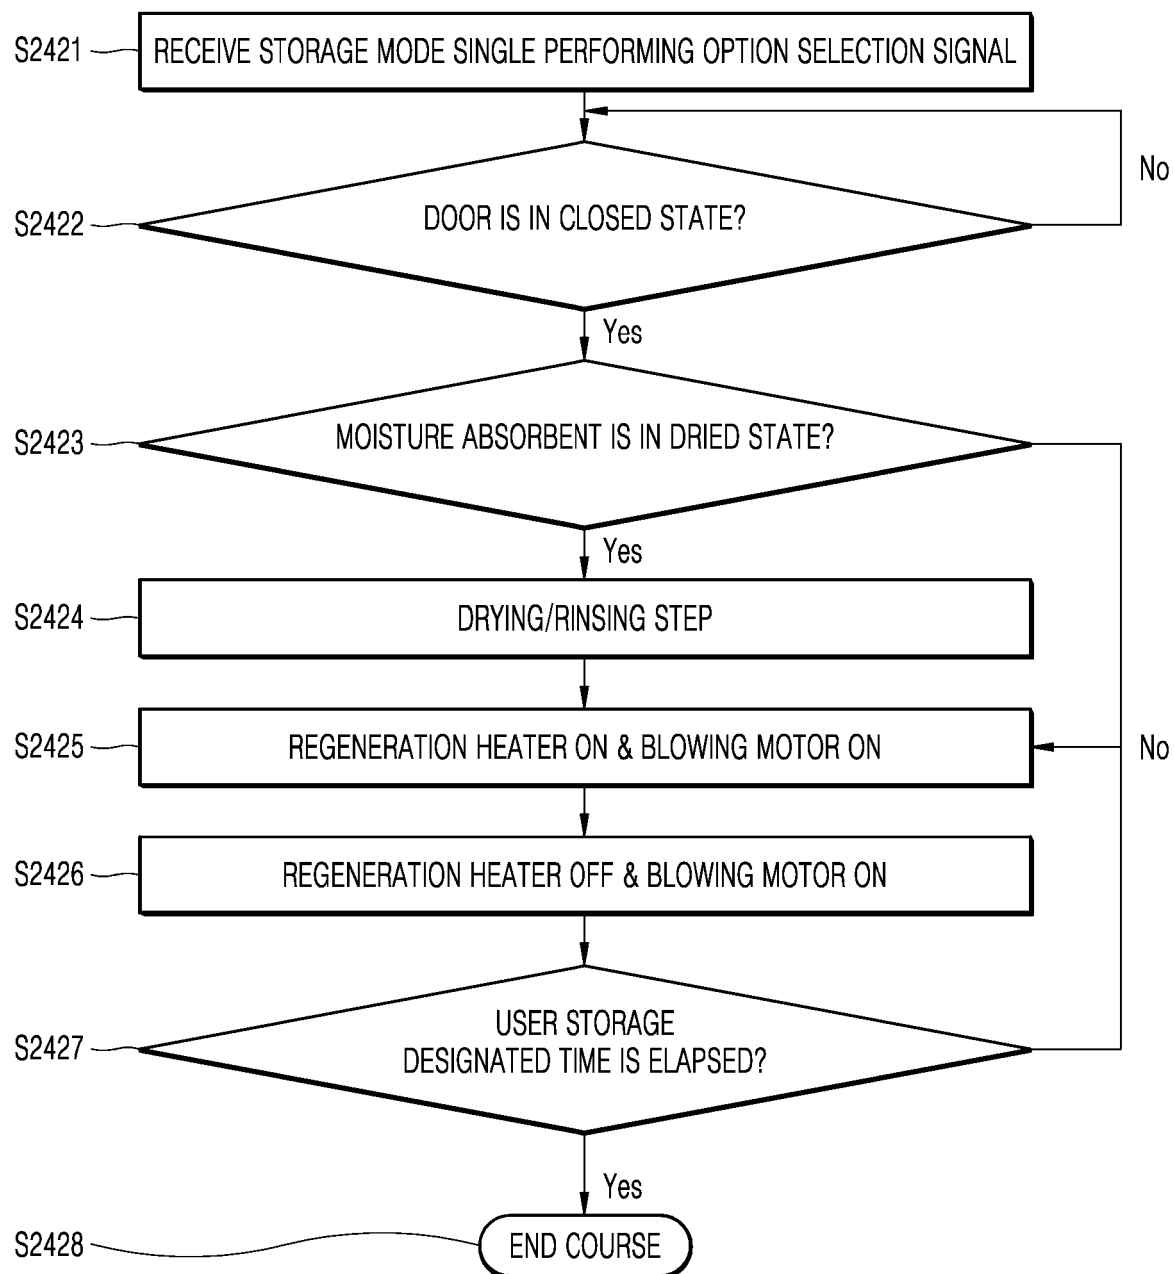 S2421
RECEIVE STORAGE MODE SINGLE PERFORMING OPTION SELECTION SIGNAL
No
S2422
DOOR IS IN CLOSED STATE?
Yes
S2423
MOISTURE ABSORBENT IS IN DRIED STATE?
Yes
S2424
DRYING/RINSING STEP
S2425
REGENERATION HEATER ON & BLOWING MOTOR ON
No
S2426
REGENERATION HEATER OFF & BLOWING MOTOR ON
S2427
USER STORAGE
DESIGNATED TIME IS ELAPSED?
Yes
S2428
END COURSE